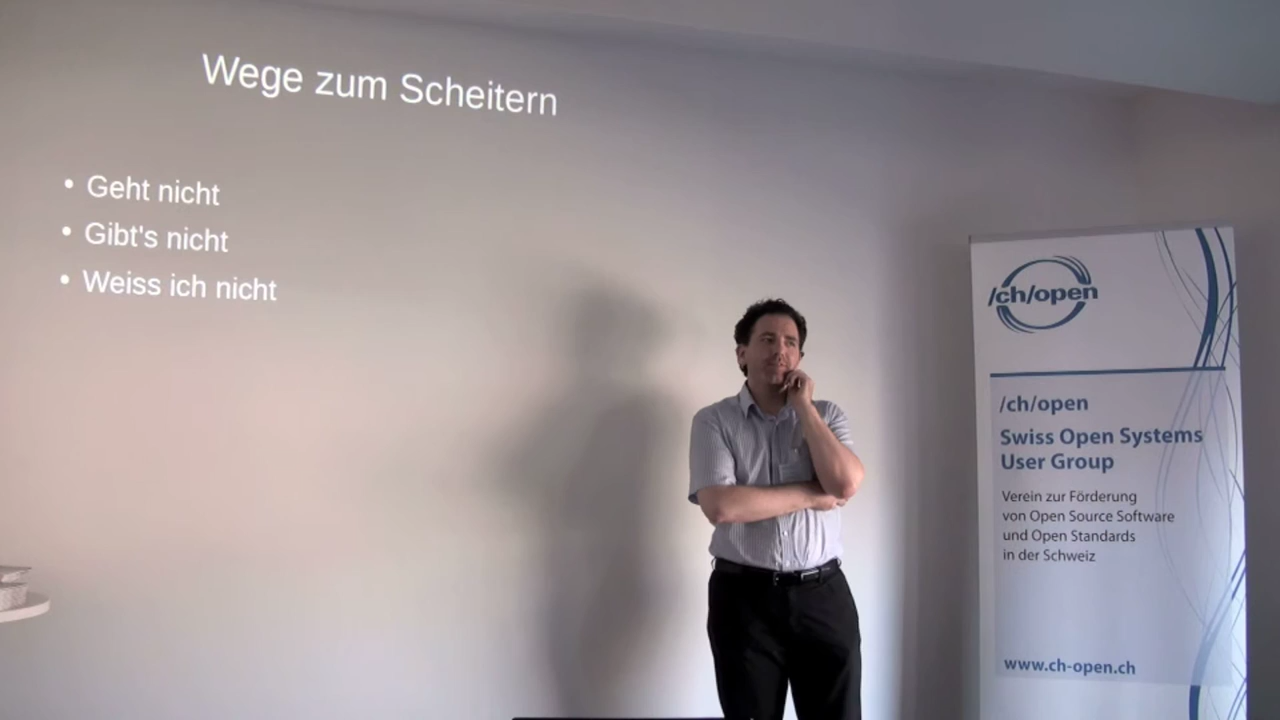 Wege zum Scheitern
• Geht nicht
• Gibt's nicht
• Weiss ich nicht
/ch/open
/ch/open
Swiss Open Systems
User Group
Verein zur Förderung
von Open Source Software
und Open Standards
in der Schweiz
www.ch-open.ch